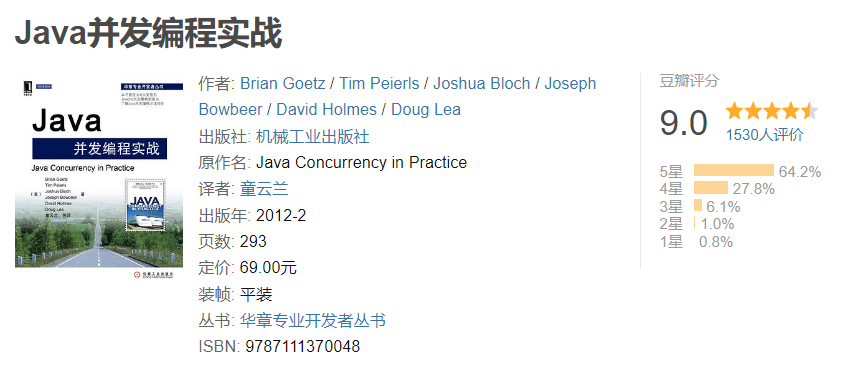 Java并发编程实战
华章专业开发者丛书
Java
并发编程实战
Java Concurrency in Practice
Brian Goetz
Tim Peierls
Joshua Bloch
Joseph Bowbeer
David Holmes
Doug Lea
(美)
著
童云兰 等译
JAVA
机械工业出版社
作者: Brian Goetz / Tim Peierls / Joshua Bloch / Joseph
Bowbeer / David Holmes / Doug Lea
出版社: 机械工业出版社
原作名: Java Concurrency in Practice
译者: 童云兰
出版年: 2012-2
页数: 293
定价: 69.00元
装帧: 平装
丛书: 华章专业开发者丛书
ISBN: 9787111370048
豆瓣评分
9.0
1530人评价
5星 64.2%
4星 27.8%
3星 6.1%
2星 1.0%
1星 0.8%